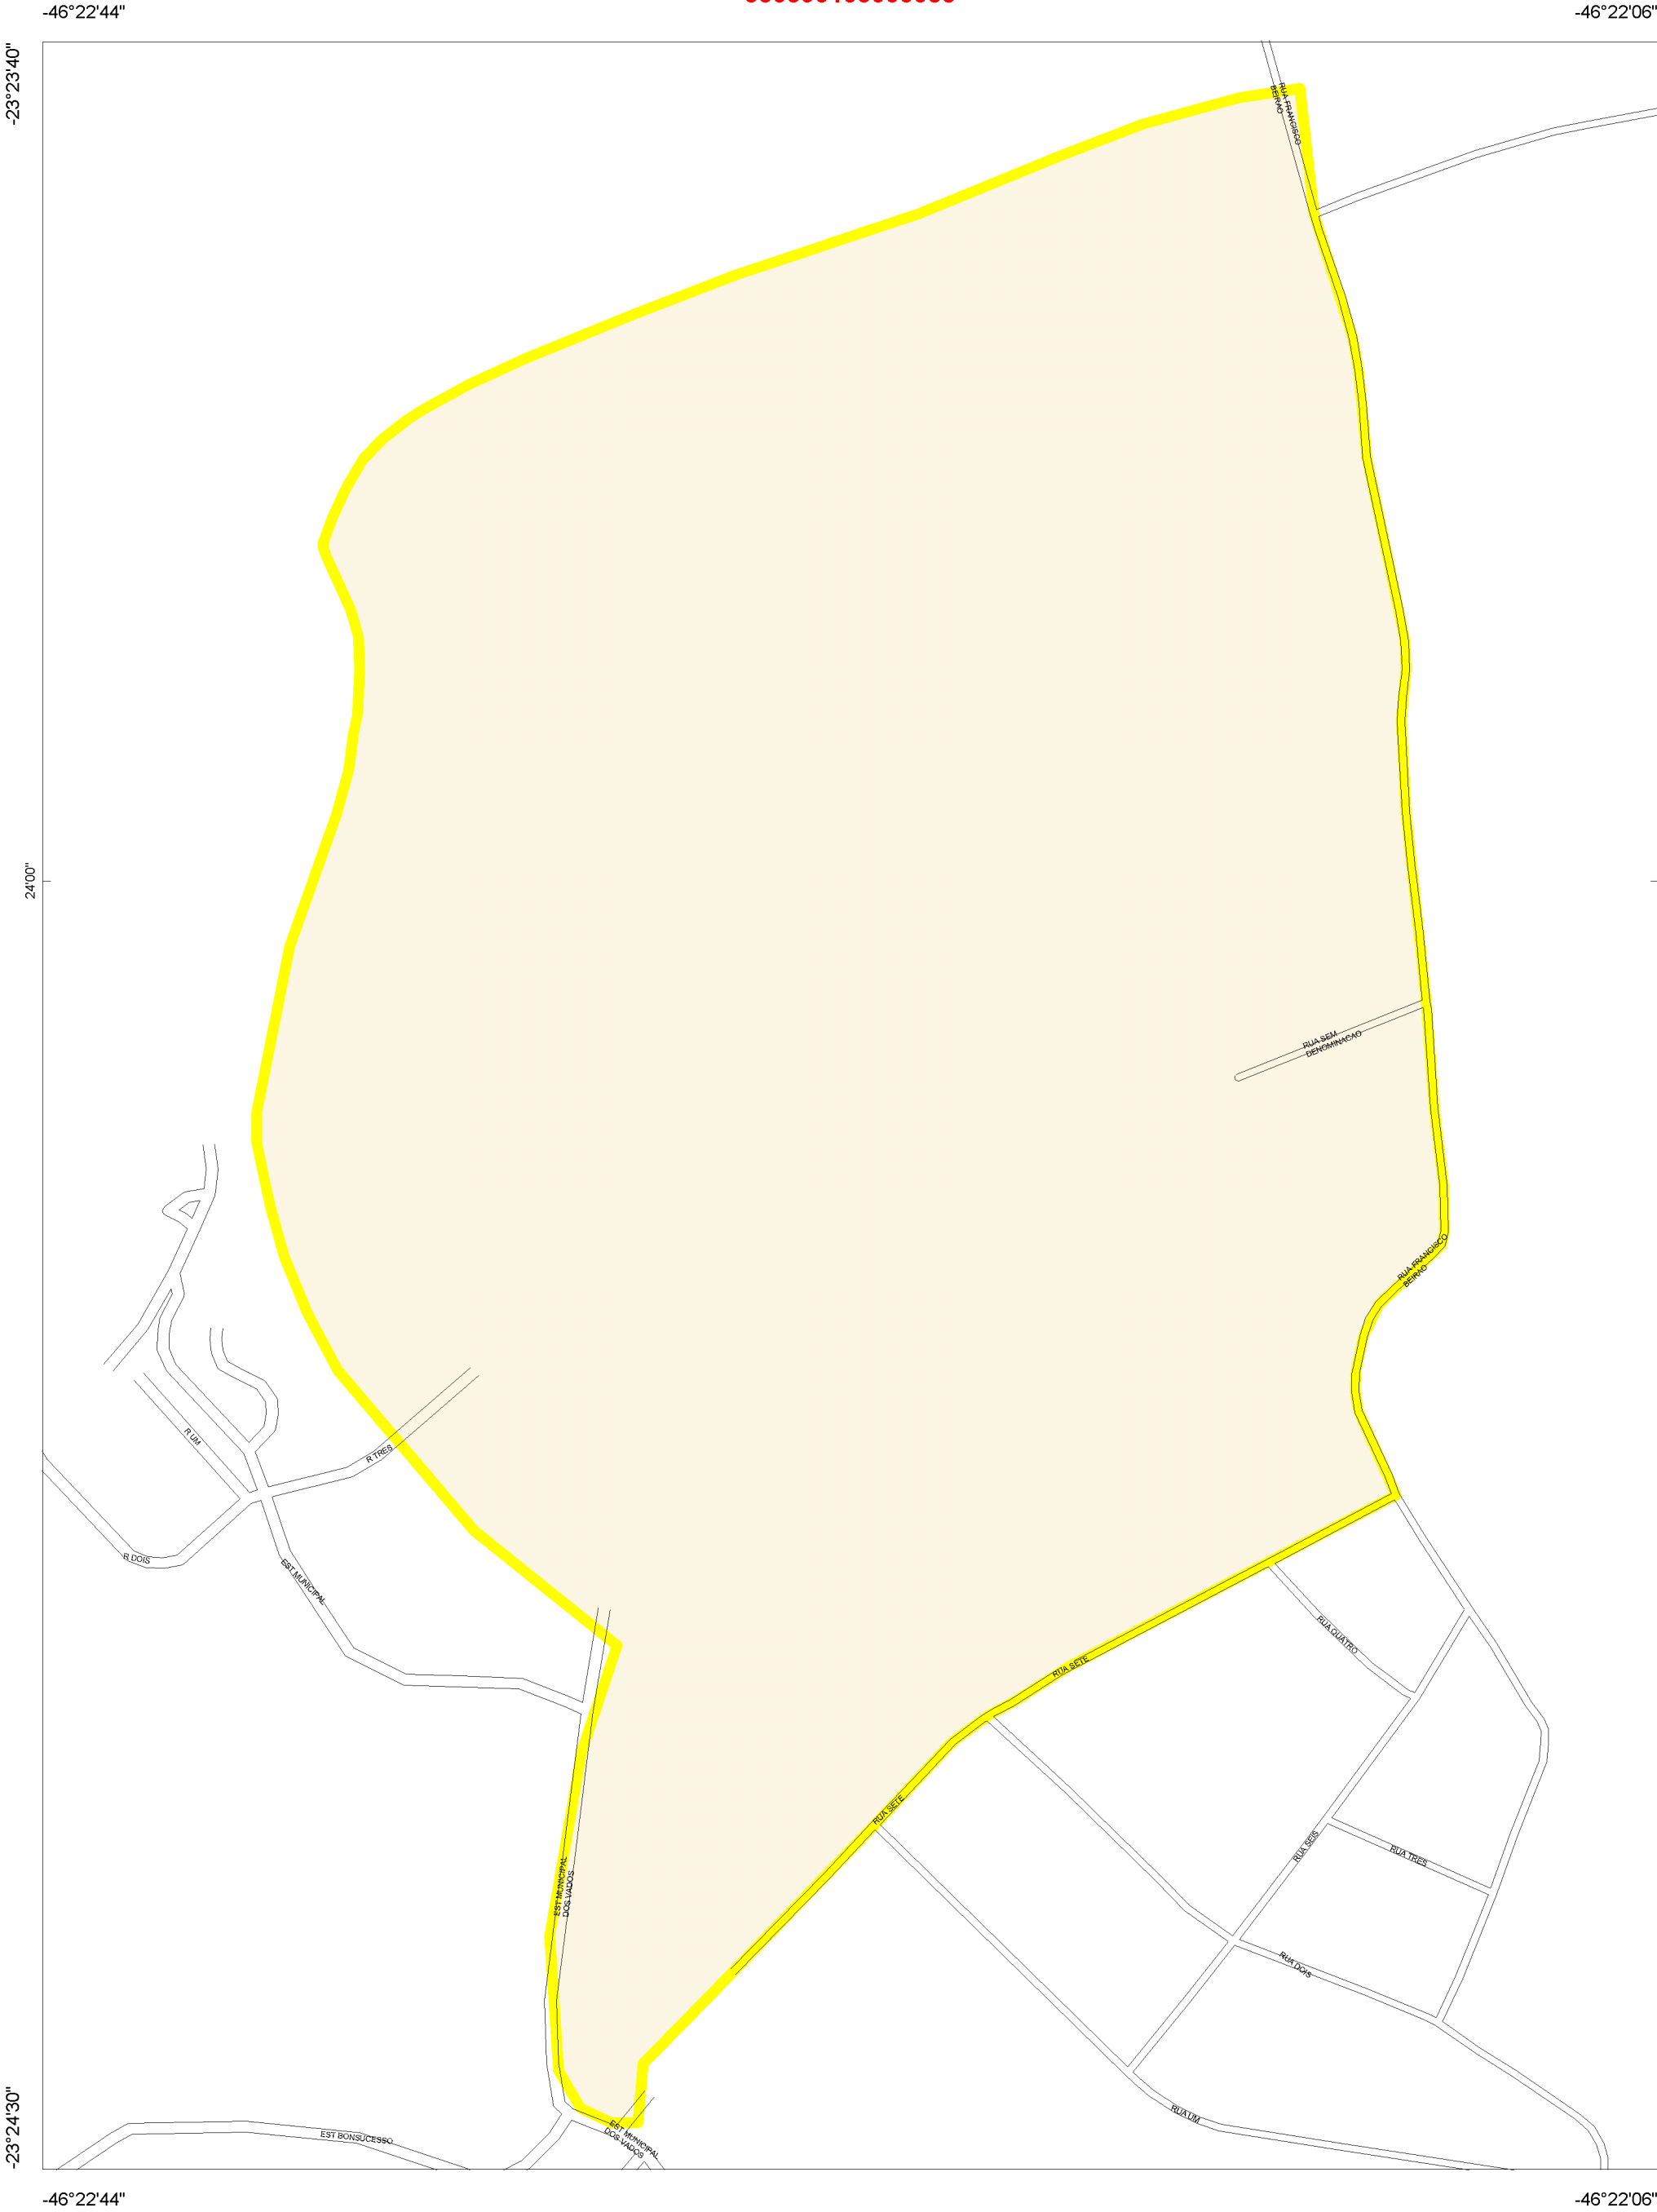 -46°22'44"
-46°22'06"
-23°23'40"
RUA FRANCISCO
BEIRAO
24'00"
RUA SEM
DENOMINACAO
RUA FRANCISCO
BEIRAO
R UM
R TRES
R DOIS
EST MUNICIPAL
RUA QUATRO
RUA SETE
RUA SETE
RUA SEIS
RUA TRES
EST MUNICIPAL
DOS VADOS
RUA DOIS
RUA UM
EST MUNICIPAL
DOS VADOS
EST BONSUCESSO
-23°24'30"
-46°22'44"
-46°22'06"